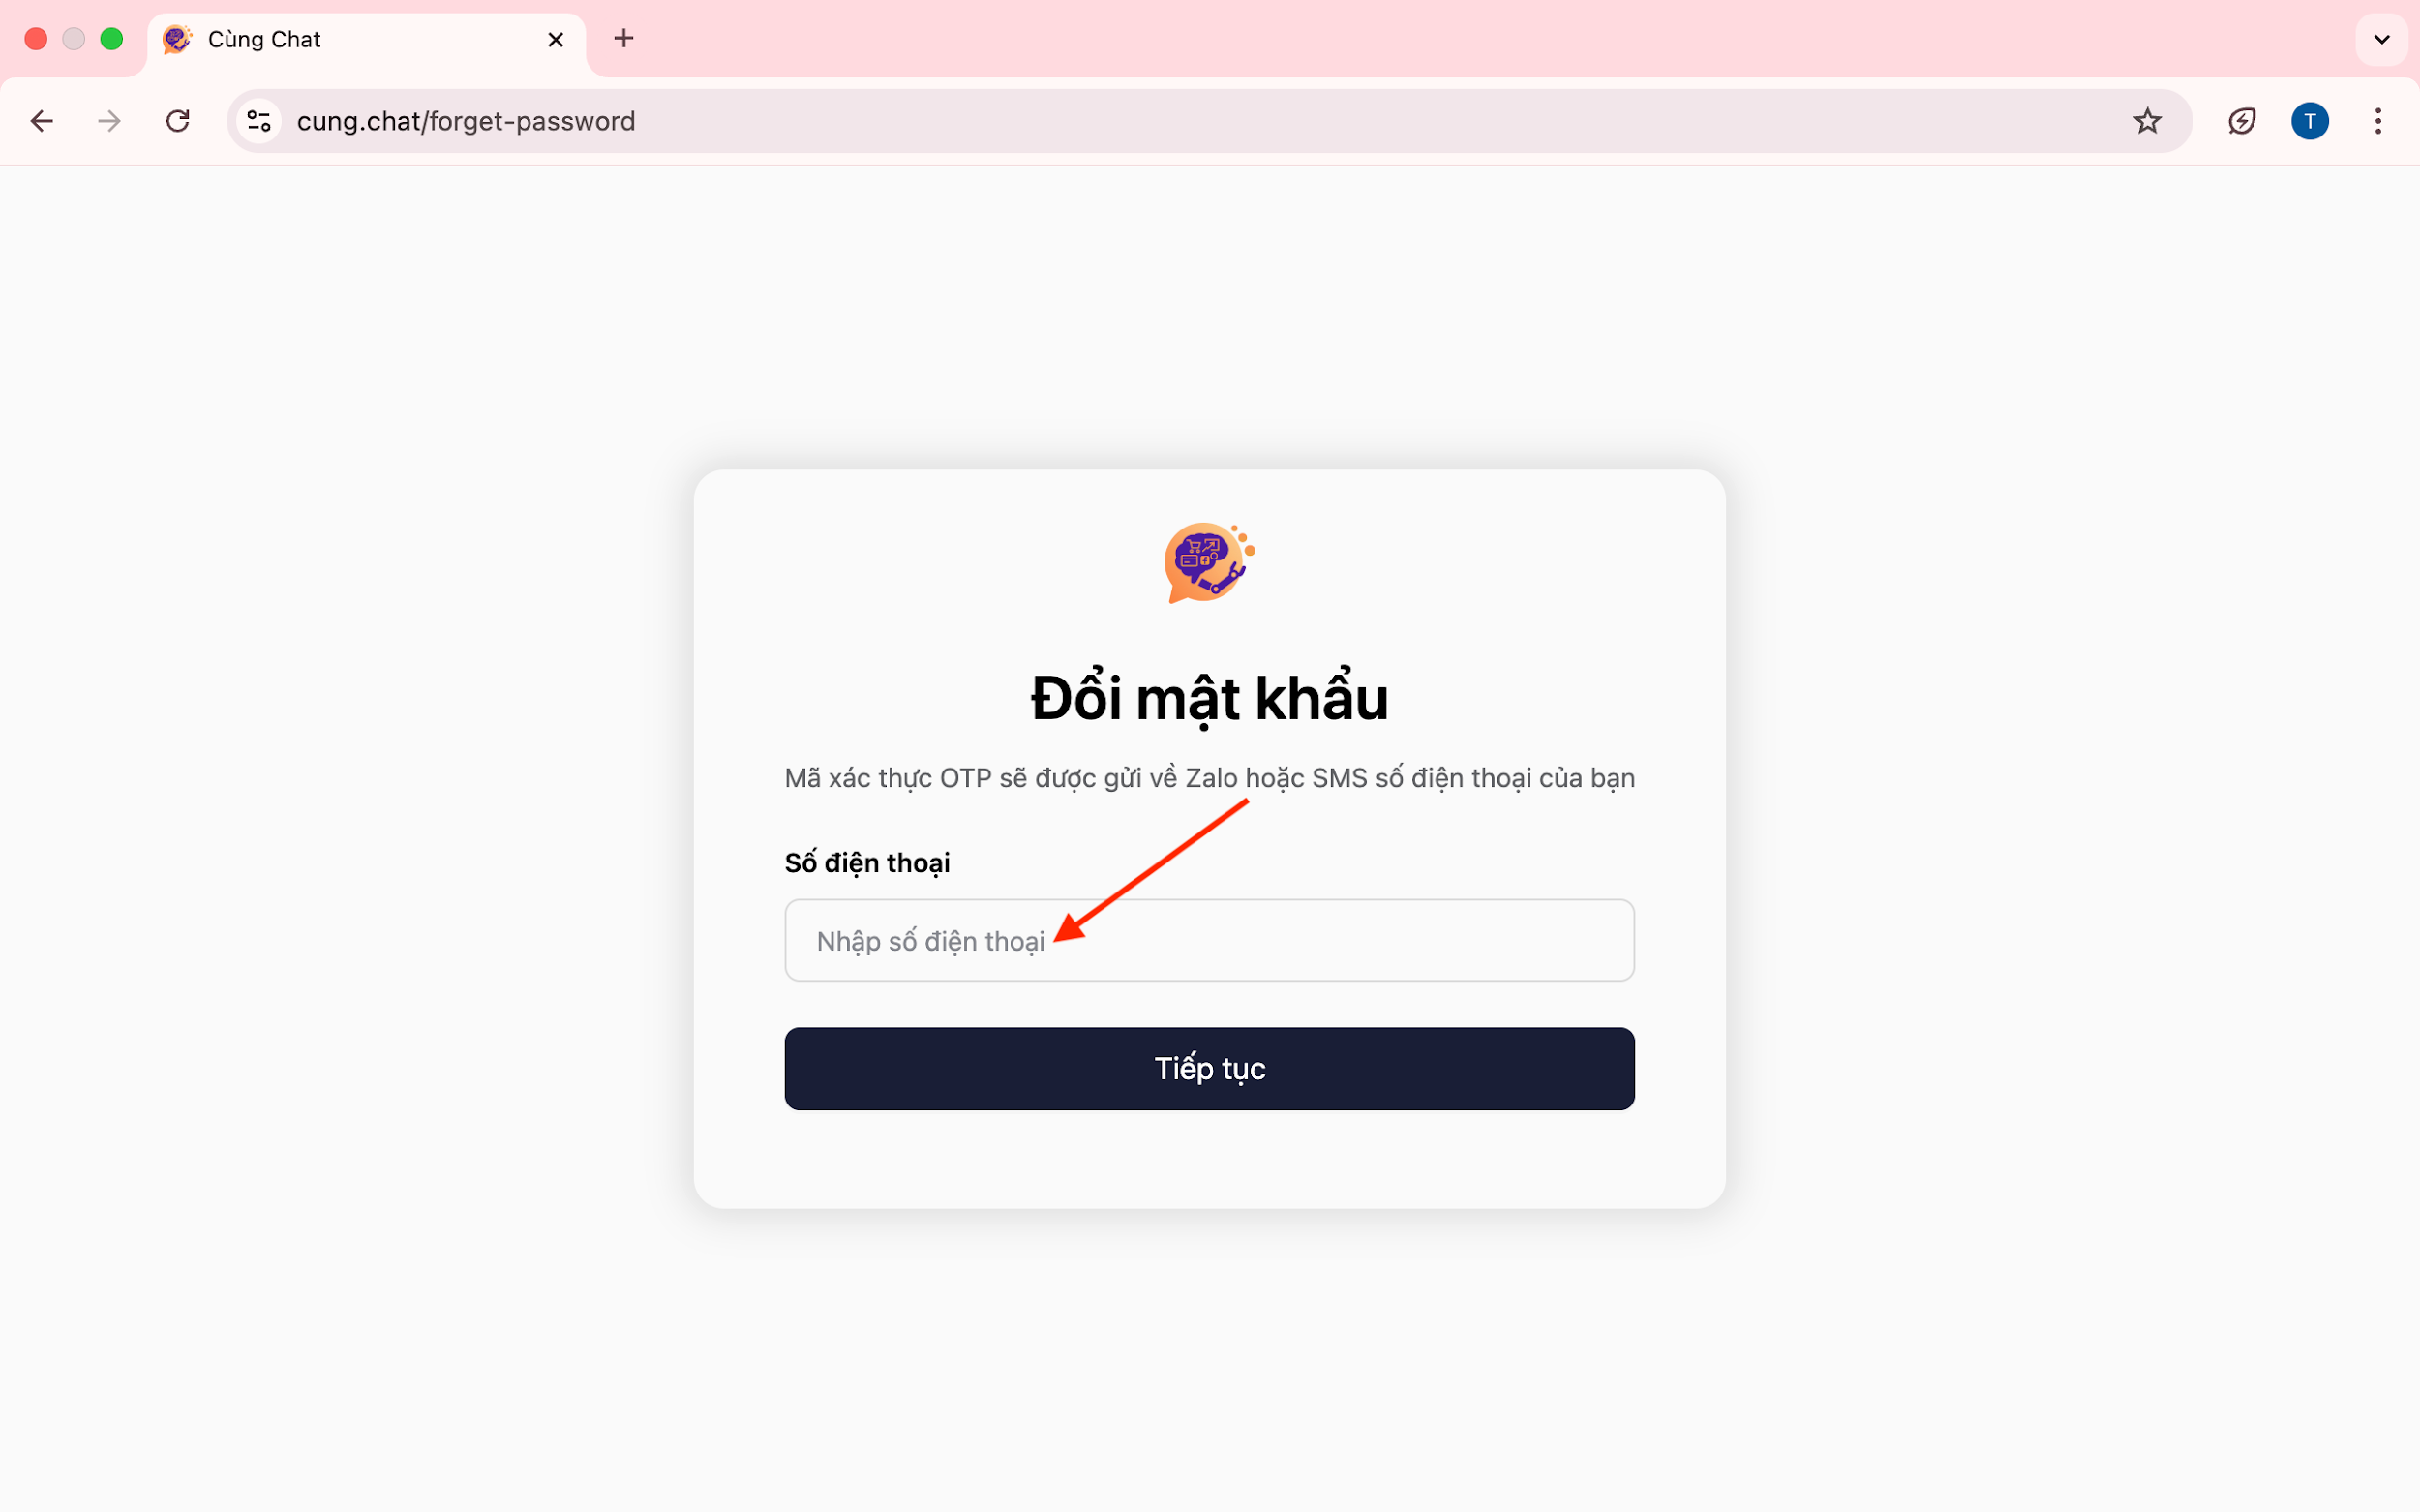 Cùng Chat
cung.chat/forget-password
T
Đổi mật khẩu
Mã xác thực OTP sẽ được gửi về Zalo hoặc SMS số điện thoại của bạn
Số điện thoại
Nhập số điện thoại
Tiếp tục